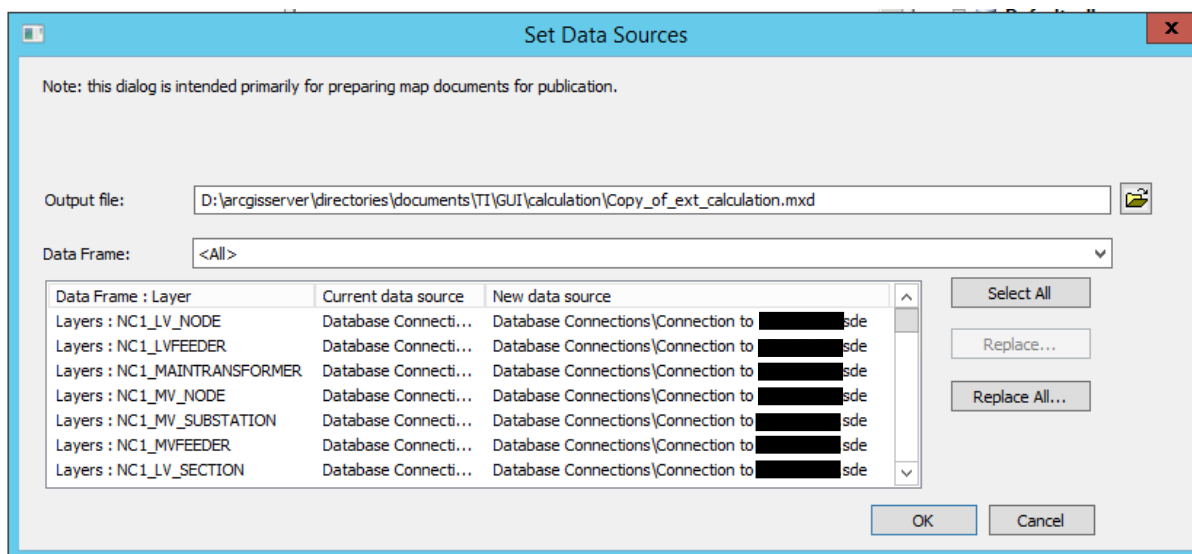 Set Data Sources
x
Note: this dialog is intended primarily for preparing map documents for publication.
Output file: D:\arcgisserver\directories\documents\TI\GUI\calculation\Copy_of_ext_calculation.mxd
Data Frame: <All>
Data Frame : Layer Current data source New data source Select All
Layers : NC1_LV_NODE Database Connecti... Database Connections\Connection to sde
Layers : NC1_LVFEEDER Database Connecti... Database Connections\Connection to sde Replace...
Layers : NC1_MAINTRANSFORMER Database Connecti... Database Connections\Connection to sde
Layers : NC1_MV_NODE Database Connecti... Database Connections\Connection to sde Replace All...
Layers : NC1_MV_SUBSTATION Database Connecti... Database Connections\Connection to sde
Layers : NC1_MVFEEDER Database Connecti... Database Connections\Connection to sde
Layers : NC1_LV_SECTION Database Connecti... Database Connections\Connection to sde
OK Cancel